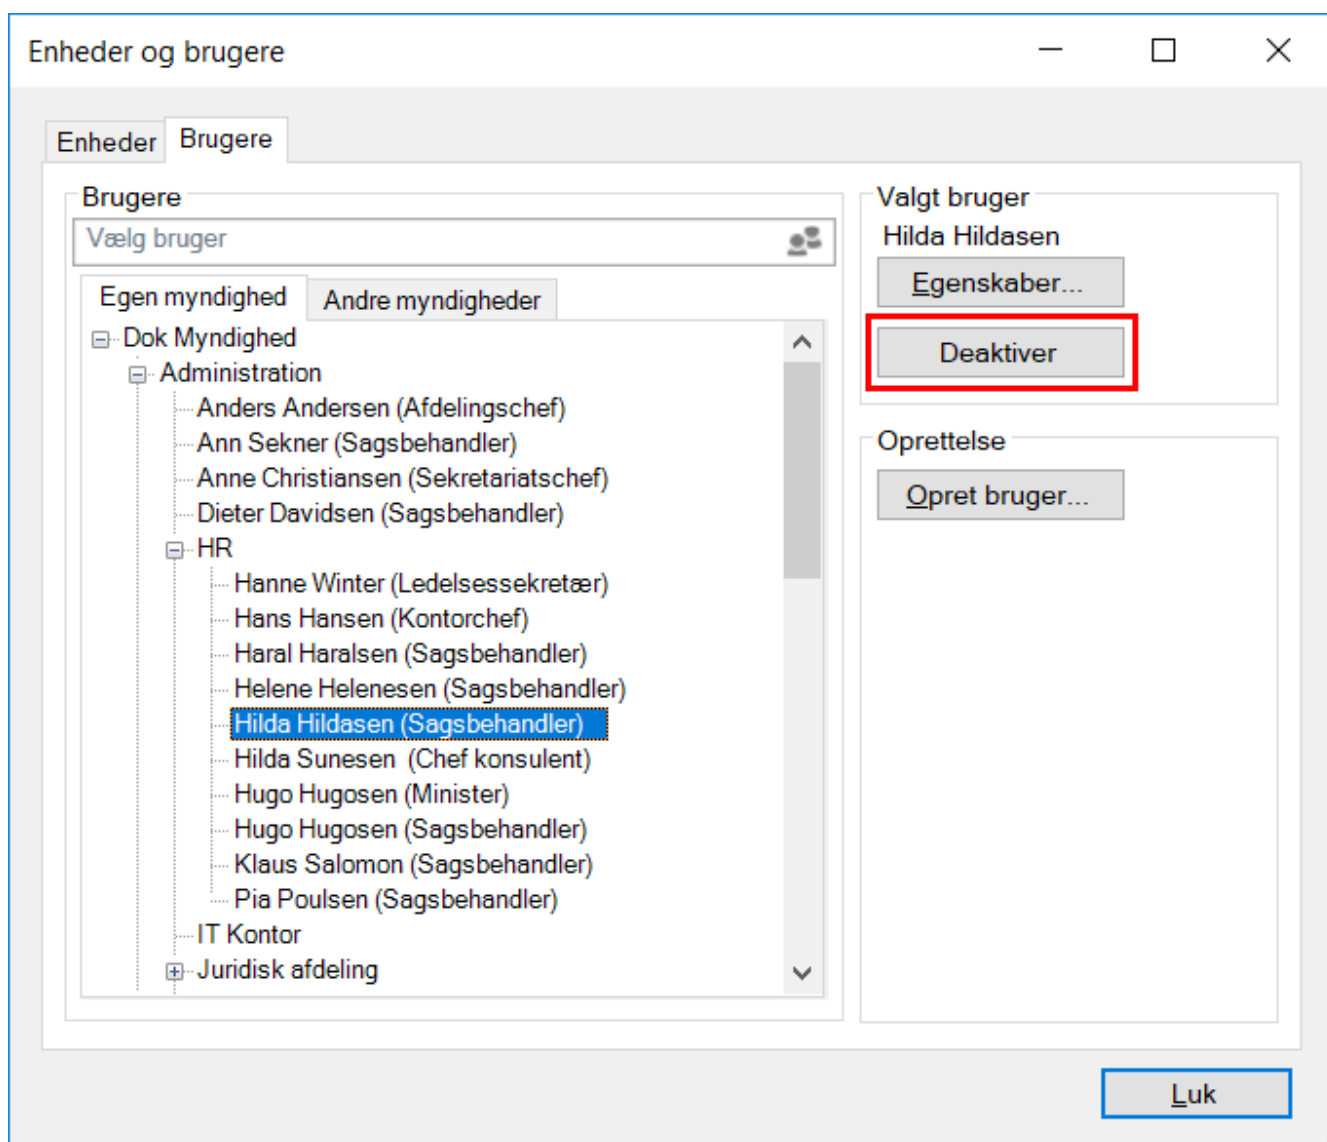 Enheder og brugere
Enheder
Brugere
Brugere
Vælg bruger
Egen myndighed
Andre myndigheder
Dok Myndighed
Administration
Anders Andersen (Afdelingschef)
Ann Sekner (Sagsbehandler)
Anne Christiansen (Sekretariatschef)
Dieter Davidsen (Sagsbehandler)
HR
Hanne Winter (Ledelsessekretær)
Hans Hansen (Kontorchef)
Haral Haralsen (Sagsbehandler)
Helene Helenesen (Sagsbehandler)
Hilda Hildasen (Sagsbehandler)
Hilda Sunesen  (Chef konsulent)
Hugo Hugosen (Minister)
Hugo Hugosen (Sagsbehandler)
Klaus Salomon (Sagsbehandler)
Pia Poulsen (Sagsbehandler)
IT Kontor
Juridisk afdeling
Valgt bruger
Hilda Hildasen
Egenskaber...
Deaktiver
Oprettelse
Opret bruger...
Luk